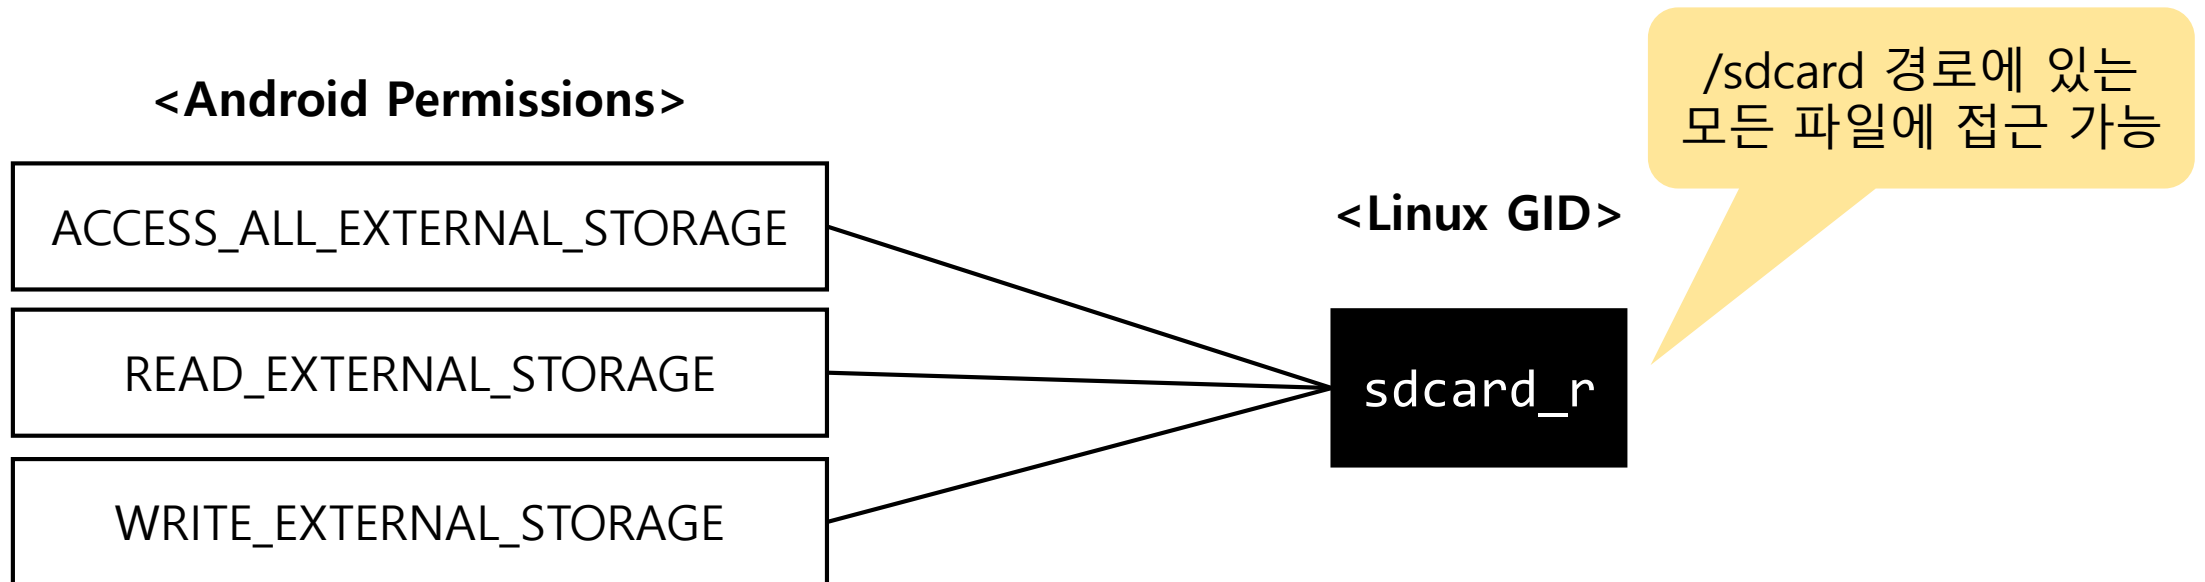 <Android Permissions>
ACCESS_ALL_EXTERNAL_STORAGE
READ_EXTERNAL_STORAGE
WRITE_EXTERNAL_STORAGE
<Linux GID>
sdcard_r
/sdcard 경로에 있는
모든 파일에 접근 가능